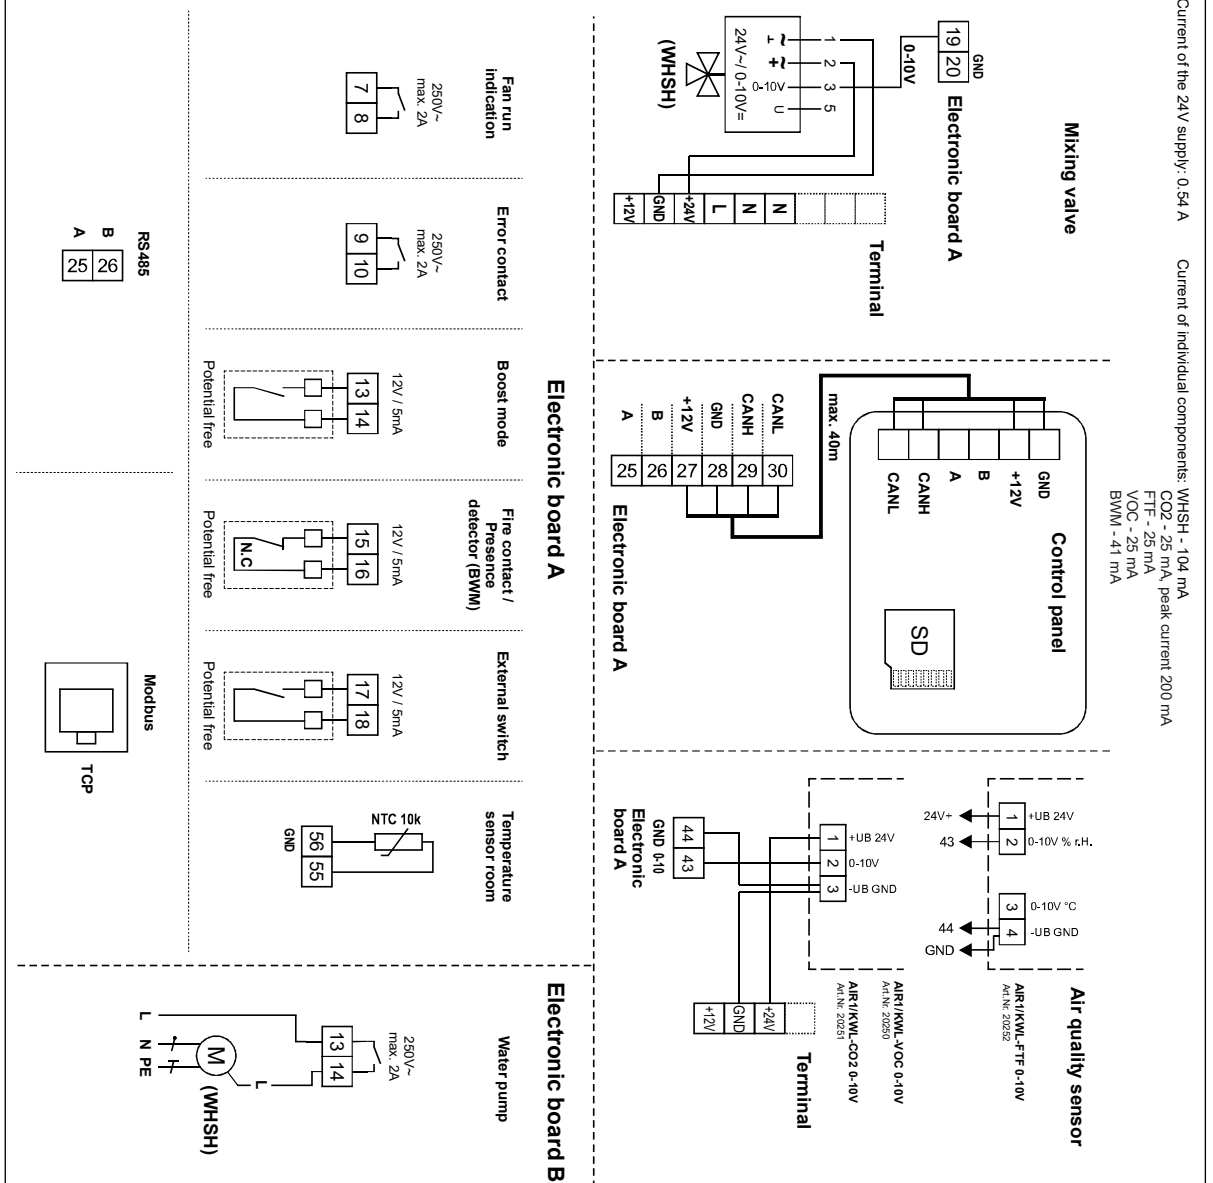 Current of the 24V supply: 0.54 A
Current of individual components: WHSH - 104 mA
CO2 - 25 mA, peak current 200 mA
FTF - 25 mA
VOC - 25 mA
BWM - 41 mA
Mixing valve
Electronic board A
GND
19 20
0-10V
1 2 3 5
⊥ ~
+ ~
0-10V
U
24V~/ 0-10V=
(WHSH)
Terminal
+12V GND +24V L N N
Control panel
GND
+12V
B
A
CANH
CANL
SD
max. 40m
CANL
CANH
GND
+12V
B
A
25 26 27 28 29 30
Electronic board A
Air quality sensor
AIR1/KWL-FTF 0-10V
Art.Nr. 20252
1 +UB 24V
2 0-10V % r.H.
3 0-10V °C
4 -UB GND
24V+
43
44
GND
AIR1/KWL-VOC 0-10V
Art.Nr. 20250
AIR1/KWL-CO2 0-10V
Art.Nr. 20251
1 +UB 24V
2 0-10V
3 -UB GND
44 43
GND 0-10
Electronic
board A
Terminal
+12V GND +24V
Electronic board A
Fan run
indication
250V~
max. 2A
7 8
Error contact
250V~
max. 2A
9 10
Boost mode
12V / 5mA
13 14
Potential free
Fire contact /
Presence
detector (BWM)
12V / 5mA
15 16
N.C
Potential free
External switch
12V / 5mA
17 18
Potential free
Temperature
sensor room
NTC 10k
56 55
GND
RS485
B
A
25 26
Modbus
TCP
Electronic board B
Water pump
250V~
max. 2A
13 14
L
N
PE
M
L
(WHSH)